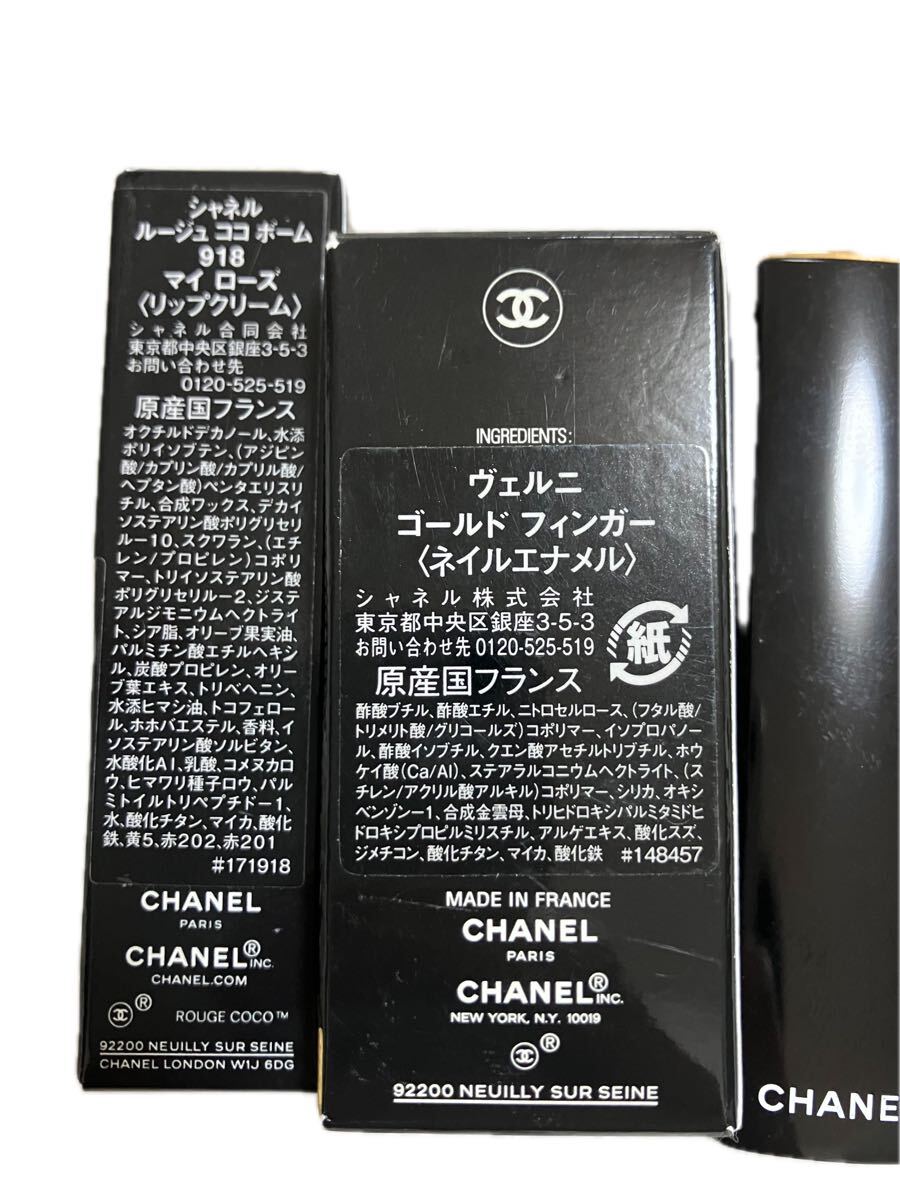 シャネル
ルージュ ココ ボーム
918
マイ ローズ
〈リップクリーム〉
シャネル合同会社
東京都中央区銀座3-5-3
お問い合わせ先
0120-525-519
原産国フランス
オクチルドデカノール、水添
ポリイソブテン、(アジピン
酸/カプリン酸/カプリル酸/
ヘプタン酸)ペンタエリスリ
チル、合成ワックス、デカイ
ソステアリン酸ポリグリセリ
ル-10、スクワラン、(エチ
レン/プロピレン)コポリ
マー、トリイソステアリン酸
ポリグリセリル-2、ジステ
アルジモニウムヘクトライ
ト、シア脂、オリーブ果実油、
パルミチン酸エチルヘキシ
ル、炭酸プロピレン、オリー
ブ葉エキス、トリベヘニン、
水添ヒマシ油、トコフェロー
ル、ホホバエステル、香料、イ
ソステアリン酸ソルビタン、
水酸化Al、乳酸、コメヌカロ
ウ、ヒマワリ種子ロウ、パル
ミトイルトリペプチド-1、
水、酸化チタン、マイカ、酸化
鉄、黄5、赤202、赤201
#171918
CHANEL
PARIS
CHANEL® INC.
CHANEL.COM
®
ROUGE COCO™
92200 NEUILLY SUR SEINE
CHANEL LONDON W1J 6DG
INGREDIENTS:
ヴェルニ
ゴールド フィンガー
〈ネイルエナメル〉
シャネル株式会社
東京都中央区銀座3-5-3
お問い合わせ先 0120-525-519
紙
原産国フランス
酢酸ブチル、酢酸エチル、ニトロセルロース、(フタル酸/
トリメリト酸/グリコールズ)コポリマー、イソプロパノー
ル、酢酸イソブチル、クエン酸アセチルトリブチル、ホウ
ケイ酸(Ca/Al)、ステアラルコニウムヘクトライト、(ス
チレン/アクリル酸アルキル)コポリマー、シリカ、オキシ
ベンゾン-1、合成金雲母、トリヒドロキシパルミタミドヒ
ドロキシプロピルミリスチル、アルゲエキス、酸化スズ、
ジメチコン、酸化チタン、マイカ、酸化鉄 #148457
MADE IN FRANCE
CHANEL
PARIS
CHANEL® INC.
NEW YORK, N.Y. 10019
®
92200 NEUILLY SUR SEINE
CHANE